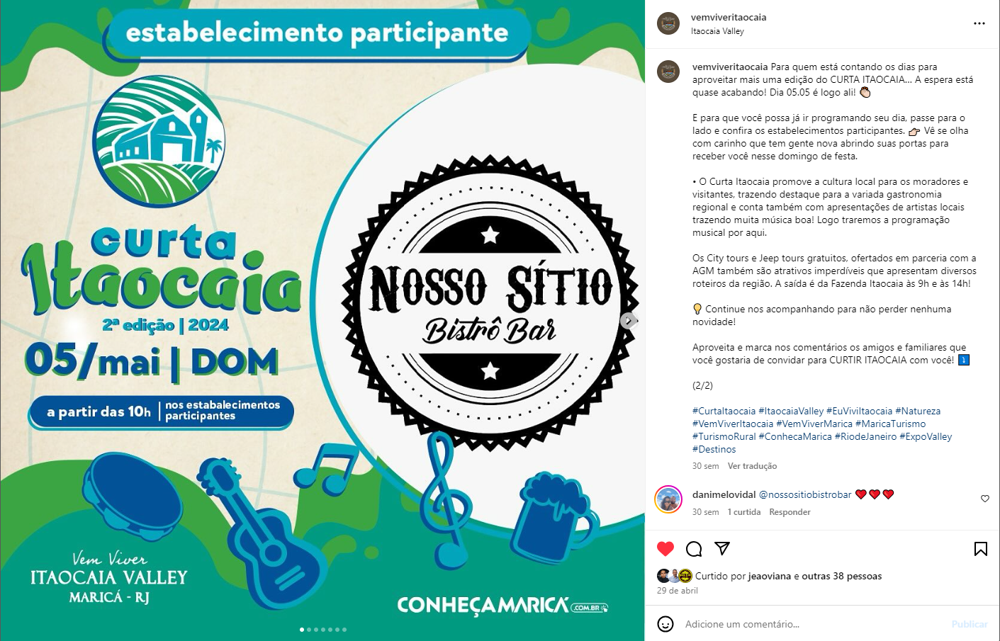 estabelecimento participante
curta
Itaocaia
2ª edição | 2024
05/mai | DOM
a partir das 10h | nos estabelecimentos
participantes
NOSSO SÍTIO
Bistrô Bar
Vem Viver
ITAOCAIA VALLEY
MARICÁ - RJ
CONHEÇAMARICÁ .COM.BR
vemviveritaocaia
Itaocaia Valley
vemviveritaocaia Para quem está contando os dias para
aproveitar mais uma edição do CURTA ITAOCAIA... A espera está
quase acabando! Dia 05.05 é logo ali! 👏🏻
E para que você possa já ir programando seu dia, passe para o
lado e confira os estabelecimentos participantes. 👉🏻 Vê se olha
com carinho que tem gente nova abrindo suas portas para
receber você nesse domingo de festa.
• O Curta Itaocaia promove a cultura local para os moradores e
visitantes, trazendo destaque para a variada gastronomia
regional e conta também com apresentações de artistas locais
trazendo muita música boa! Logo traremos a programação
musical por aqui.
Os City tours e Jeep tours gratuitos, ofertados em parceria com a
AGM também são atrativos imperdíveis que apresentam diversos
roteiros da região. A saída é da Fazenda Itaocaia às 9h e às 14h!
💡 Continue nos acompanhando para não perder nenhuma
novidade!
Aproveita e marca nos comentários os amigos e familiares que
você gostaria de convidar para CURTIR ITAOCAIA com você! ⤵️
(2/2)
#CurtaItaocaia #ItaocaiaValley #EuViviItaocaia #Natureza
#VemViverItaocaia #VemViverMarica #MaricaTurismo
#TurismoRural #ConhecaMarica #RiodeJaneiro #ExpoValley
#Destinos
30 sem Ver tradução
danimelovidal @nossositiobistrobar ❤️❤️❤️
30 sem 1 curtida Responder
Curtido por jeaoviana e outras 38 pessoas
29 de abril
Adicione um comentário... Publicar